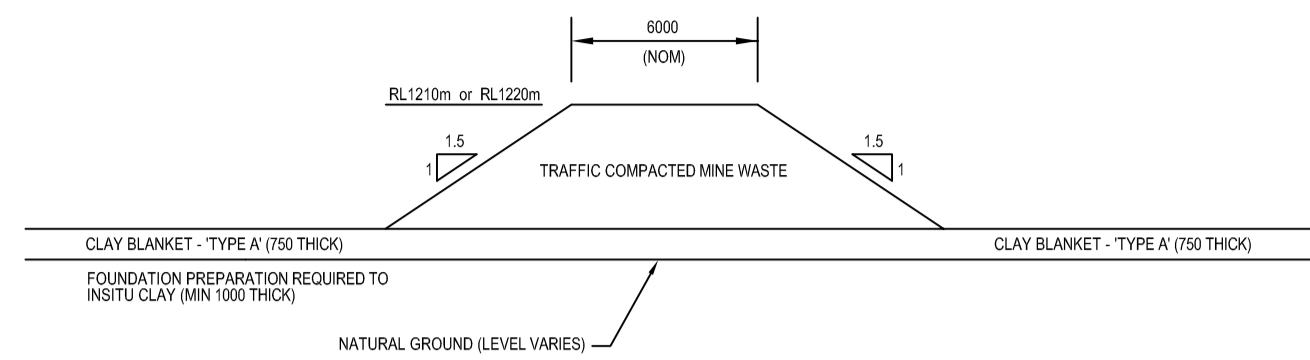 6000
(NOM)
RL1210m or RL1220m
1.5
1
1.5
1
TRAFFIC COMPACTED MINE WASTE
CLAY BLANKET - 'TYPE A' (750 THICK)
CLAY BLANKET - 'TYPE A' (750 THICK)
FOUNDATION PREPARATION REQUIRED TO
INSITU CLAY (MIN 1000 THICK)
NATURAL GROUND (LEVEL VARIES)